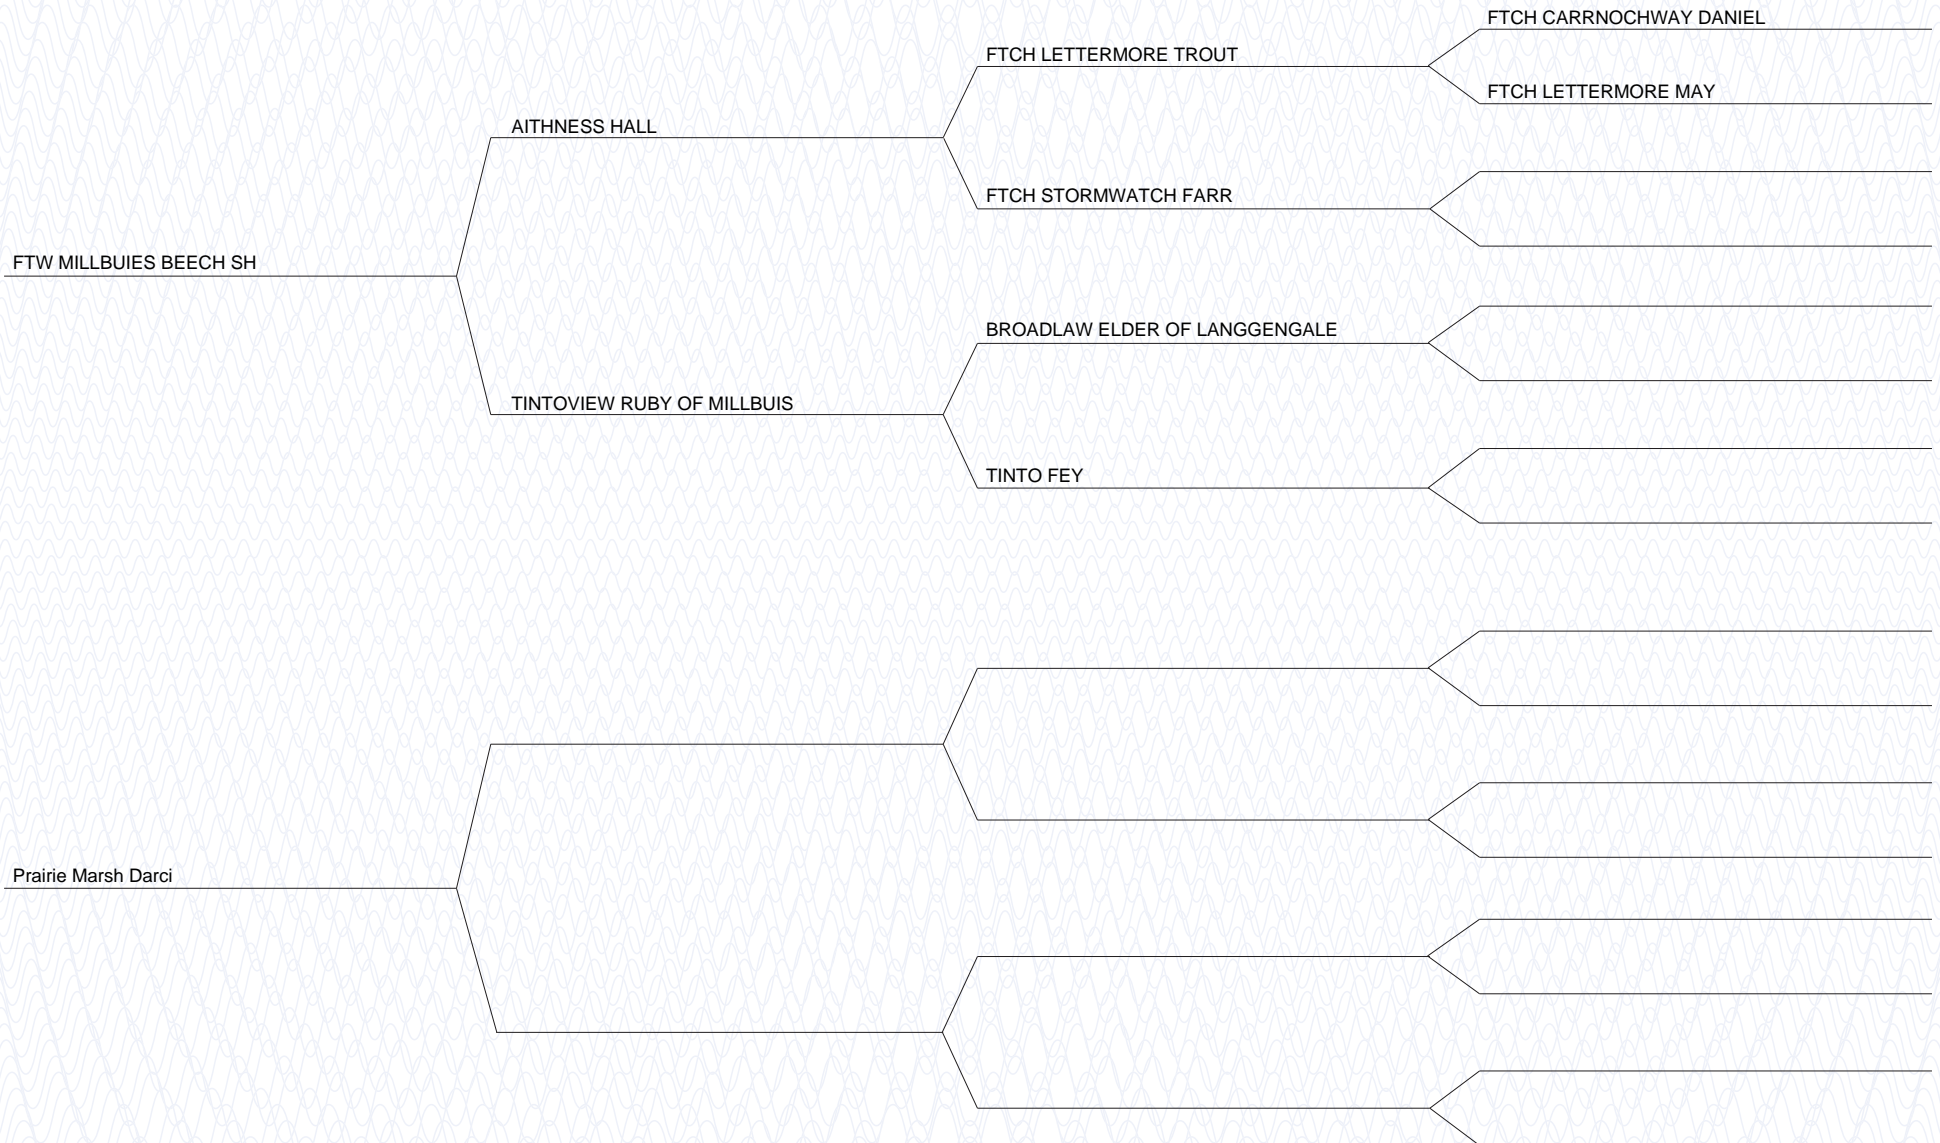 FTCH CARRNOCHWAY DANIEL
FTCH LETTERMORE TROUT
FTCH LETTERMORE MAY
AITHNESS HALL
FTCH STORMWATCH FARR
FTW MILLBUIES BEECH SH
BROADLAW ELDER OF LANGGENGALE
TINTOVIEW RUBY OF MILLBUIS
TINTO FEY
Prairie Marsh Darci